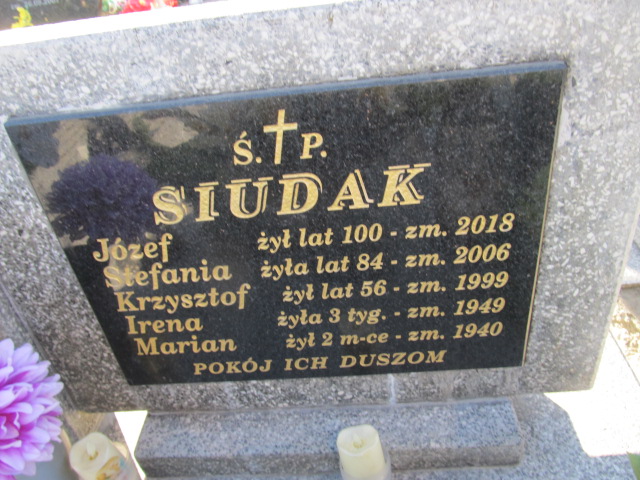 Ś. P.
SIUDAK
Józef żył lat 100 - zm. 2018
Stefania żyła lat 84 - zm. 2006
Krzysztof żył lat 56 - zm. 1999
Irena żyła 3 tyg. - zm. 1949
Marian żył 2 m-ce - zm. 1940
POKÓJ ICH DUSZOM